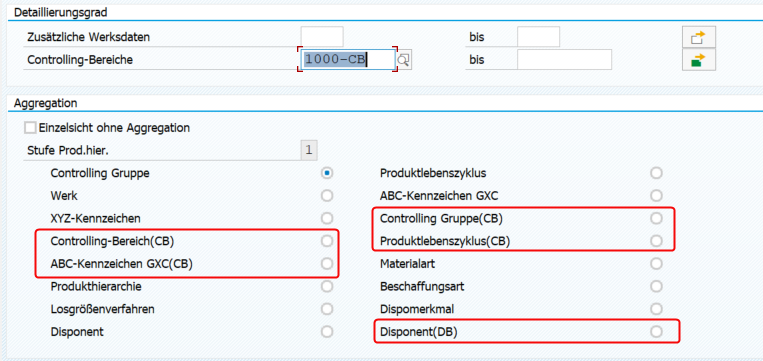 Detaillierungsgrad
Zusätzliche Werksdaten bis
Controlling-Bereiche 1000-CB bis
Aggregation
Einzelsicht ohne Aggregation
Stufe Prod.hier. 1
Controlling Gruppe Produktlebenszyklus
Werk ABC-Kennzeichen GXC
XYZ-Kennzeichen Controlling Gruppe(CB)
Controlling-Bereich(CB) Produktlebenszyklus(CB)
ABC-Kennzeichen GXC(CB) Materialart
Produkthierarchie Beschaffungsart
Losgrößenverfahren Dispomerkmal
Disponent Disponent(DB)